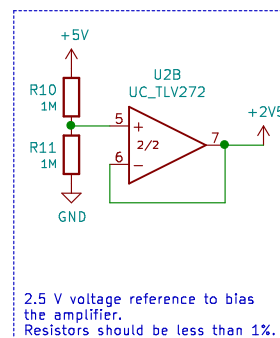 +5V
U2B
UC_TLV272
R10
1M
5
+
2/2
7
+2V5
R11
1M
6
-
GND
2.5 V voltage reference to bias
the amplifier.
Resistors should be less than 1%.